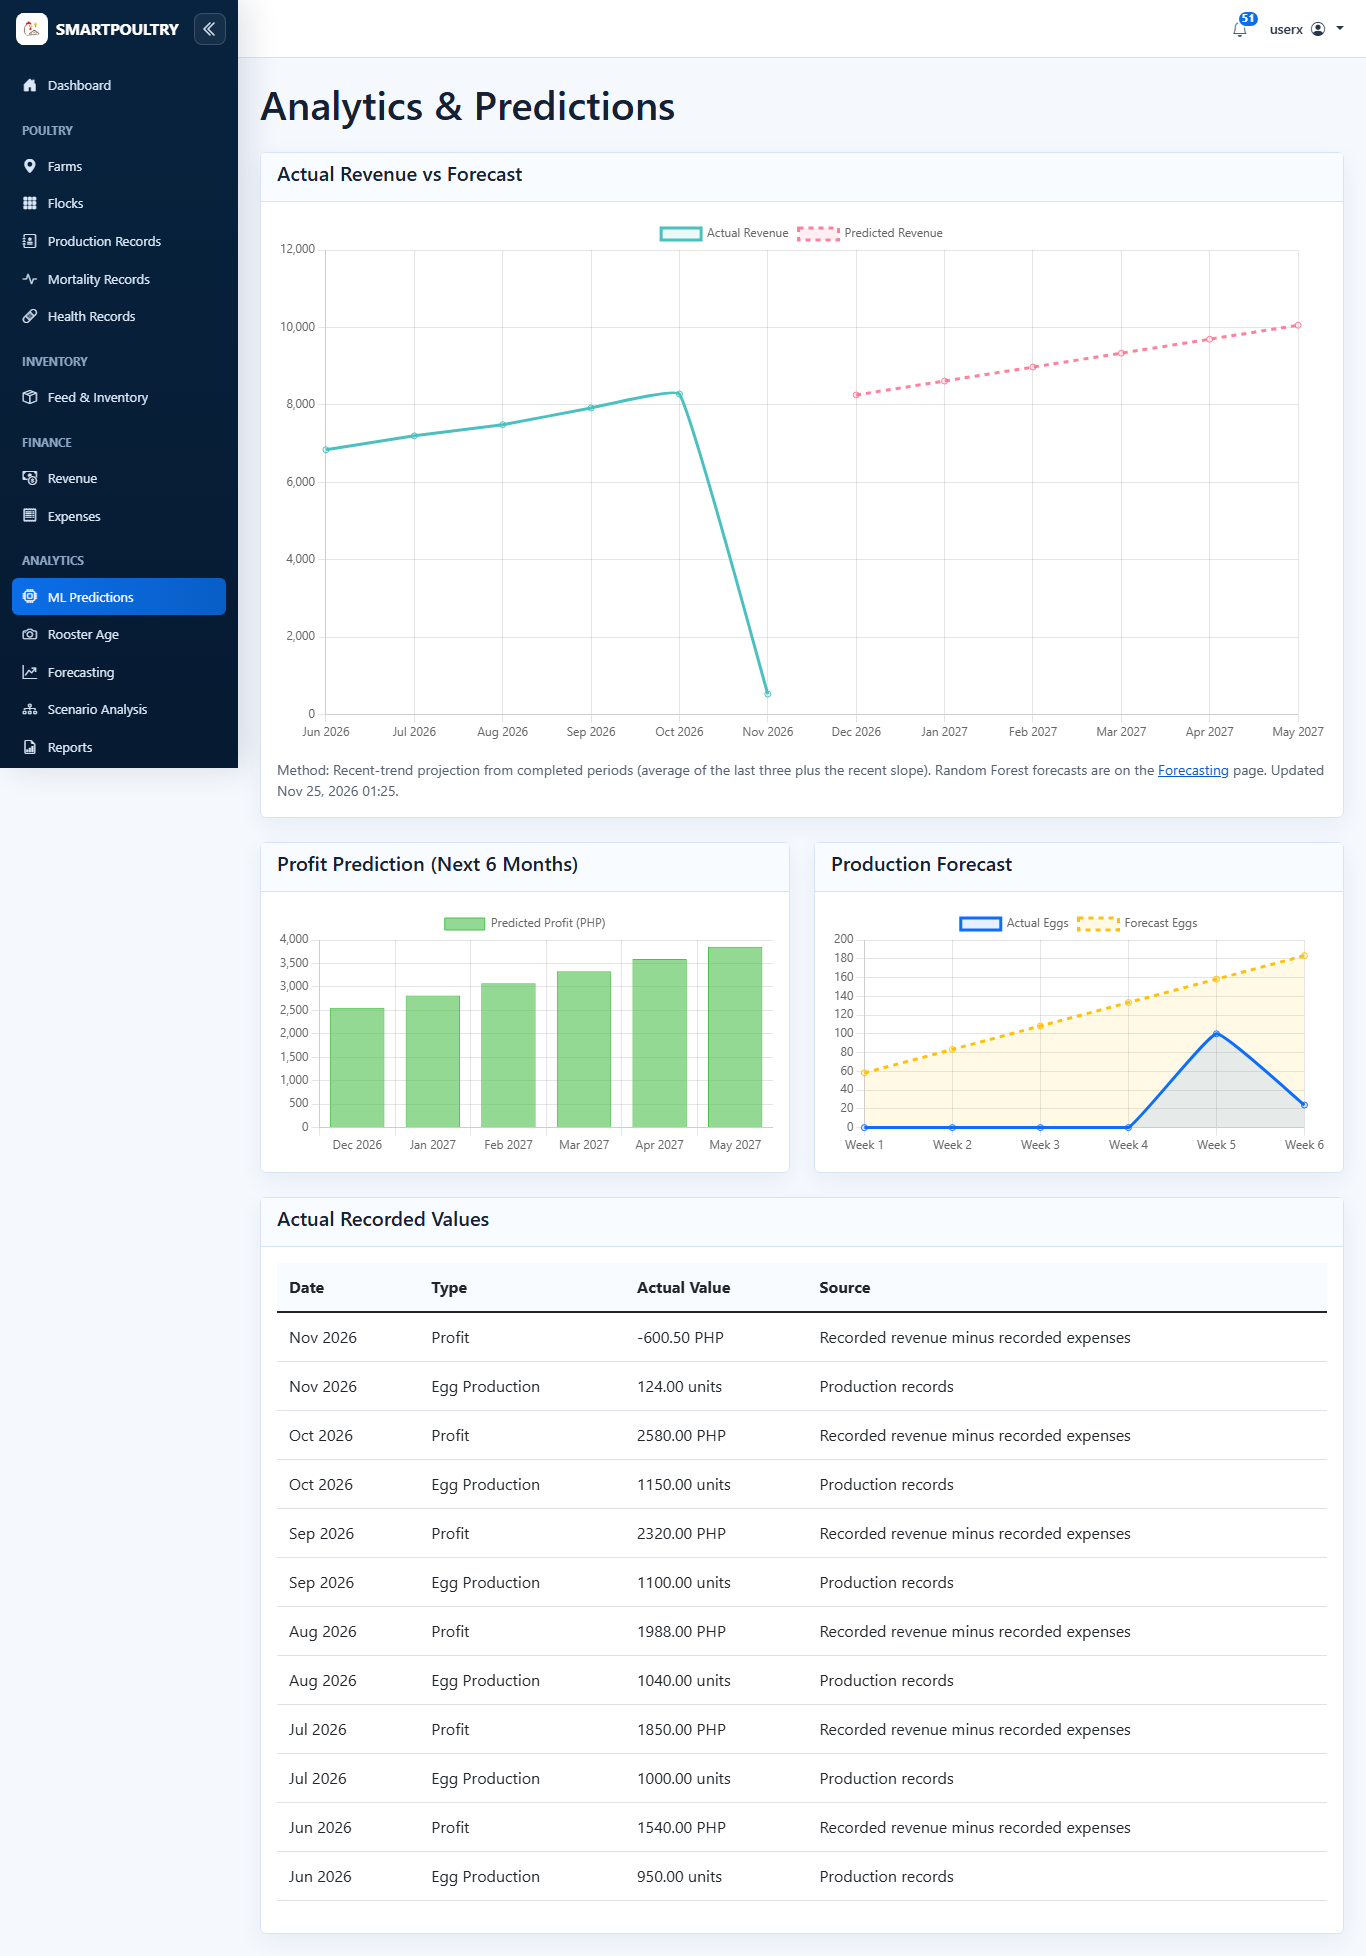 SMARTPOULTRY
51
userx
Dashboard
POULTRY
Farms
Flocks
Production Records
Mortality Records
Health Records
INVENTORY
Feed & Inventory
FINANCE
Revenue
Expenses
ANALYTICS
ML Predictions
Rooster Age
Forecasting
Scenario Analysis
Reports
Analytics & Predictions
Actual Revenue vs Forecast
Actual Revenue Predicted Revenue
12,000
10,000
8,000
6,000
4,000
2,000
0
Jun 2026 Jul 2026 Aug 2026 Sep 2026 Oct 2026 Nov 2026 Dec 2026 Jan 2027 Feb 2027 Mar 2027 Apr 2027 May 2027
Method: Recent-trend projection from completed periods (average of the last three plus the recent slope). Random Forest forecasts are on the Forecasting page. Updated
Nov 25, 2026 01:25.
Profit Prediction (Next 6 Months)
Predicted Profit (PHP)
4,000
3,500
3,000
2,500
2,000
1,500
1,000
500
0
Dec 2026 Jan 2027 Feb 2027 Mar 2027 Apr 2027 May 2027
Production Forecast
Actual Eggs Forecast Eggs
200
180
160
140
120
100
80
60
40
20
0
Week 1 Week 2 Week 3 Week 4 Week 5 Week 6
Actual Recorded Values
Date Type Actual Value Source
Nov 2026 Profit -600.50 PHP Recorded revenue minus recorded expenses
Nov 2026 Egg Production 124.00 units Production records
Oct 2026 Profit 2580.00 PHP Recorded revenue minus recorded expenses
Oct 2026 Egg Production 1150.00 units Production records
Sep 2026 Profit 2320.00 PHP Recorded revenue minus recorded expenses
Sep 2026 Egg Production 1100.00 units Production records
Aug 2026 Profit 1988.00 PHP Recorded revenue minus recorded expenses
Aug 2026 Egg Production 1040.00 units Production records
Jul 2026 Profit 1850.00 PHP Recorded revenue minus recorded expenses
Jul 2026 Egg Production 1000.00 units Production records
Jun 2026 Profit 1540.00 PHP Recorded revenue minus recorded expenses
Jun 2026 Egg Production 950.00 units Production records